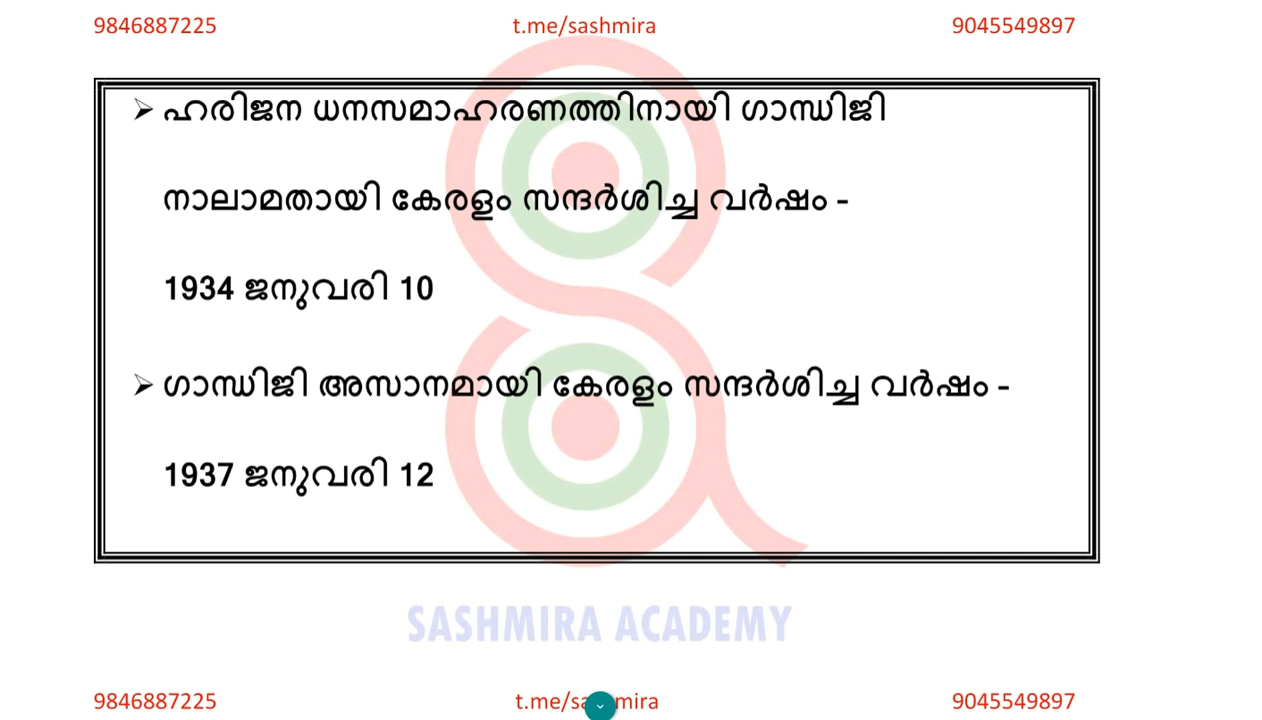 9846887225 t.me/sashmira 9045549897
➢ ഹരിജന ധനസമാഹരണത്തിനായി ഗാന്ധിജി
നാലാമതായി കേരളം സന്ദർശിച്ച വർഷം -
1934 ജനുവരി 10
➢ ഗാന്ധിജി അസാനമായി കേരളം സന്ദർശിച്ച വർഷം -
1937 ജനുവരി 12
SASHMIRA ACADEMY
9846887225 9045549897